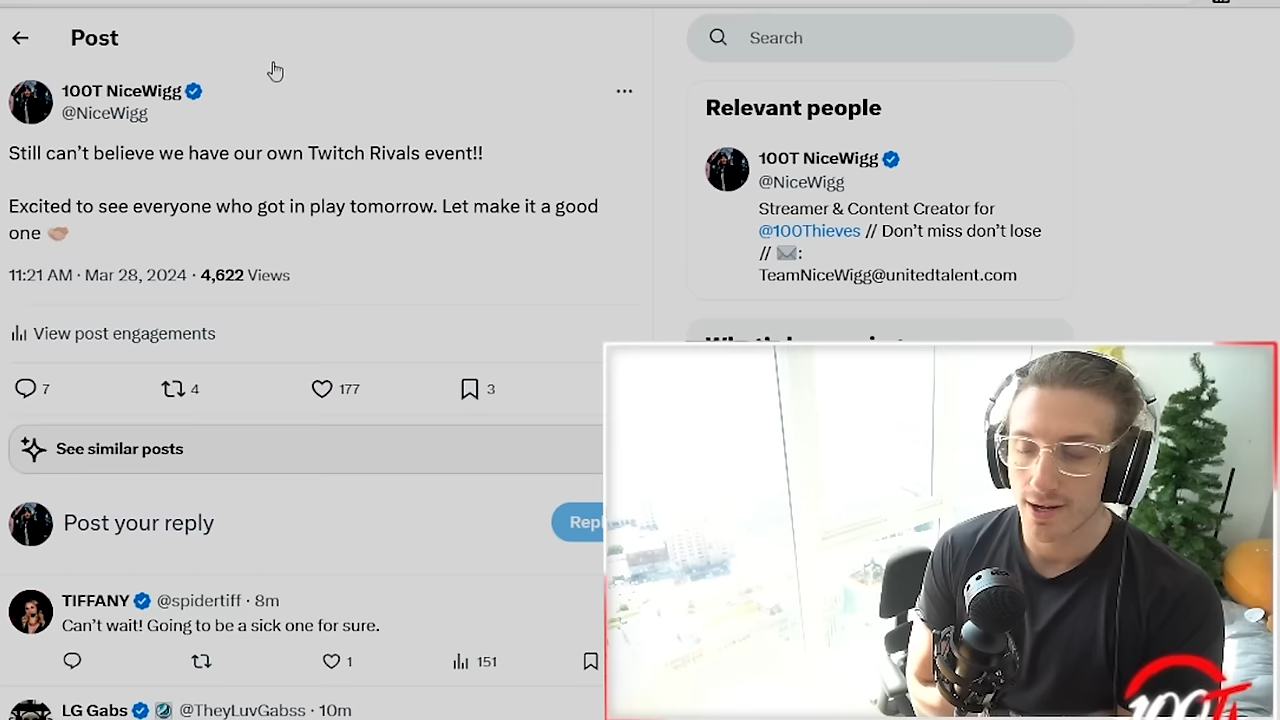 Post
Search
100T NiceWigg
@NiceWigg
Still can’t believe we have our own Twitch Rivals event!!
Excited to see everyone who got in play tomorrow. Let make it a good
one
11:21 AM · Mar 28, 2024 · 4,622 Views
View post engagements
7
4
177
3
See similar posts
Post your reply
TIFFANY @spidertiff · 8m
Can’t wait! Going to be a sick one for sure.
1
151
LG Gabs @TheyLuvGabss · 10m
Relevant people
100T NiceWigg
@NiceWigg
Streamer & Content Creator for
@100Thieves // Don’t miss don’t lose
// :
TeamNiceWigg@unitedtalent.com
100T